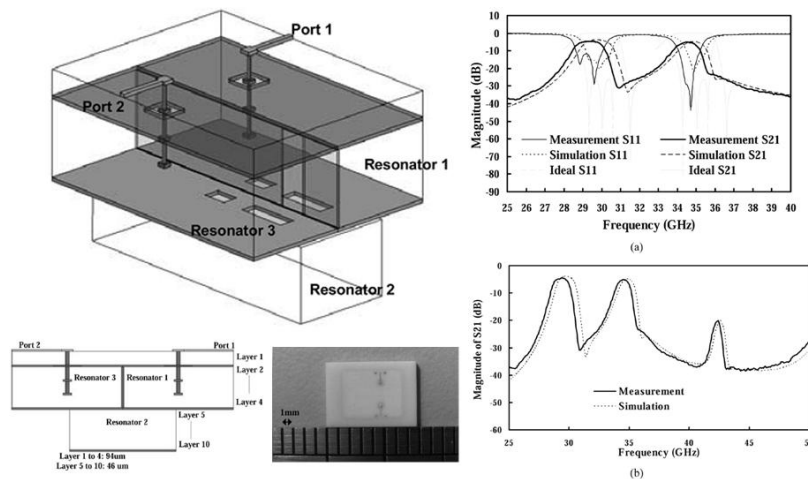 Port 1
Port 2
Resonator 1
Resonator 3
Resonator 2
Port 2
Port 1
Layer 1
Layer 2
Resonator 3
Resonator 1
Layer 4
Layer 5
Resonator 2
Layer 10
Layer 1 to 4: 94um
Layer 5 to 10: 46 um
1mm
Magnitude (dB)
10
0
-10
-20
-30
-40
-50
-60
-70
-80
-90
Measurement S11
Measurement S21
Simulation S11
Simulation S21
Ideal S11
Ideal S21
25 26 27 28 29 30 31 32 33 34 35 36 37 38 39 40
Frequency (GHz)
(a)
Magnitude of S21 (dB)
0
-10
-20
-30
-40
-50
-60
Measurement
Simulation
25 30 35 40 45
Frequency (GHz)
(b)